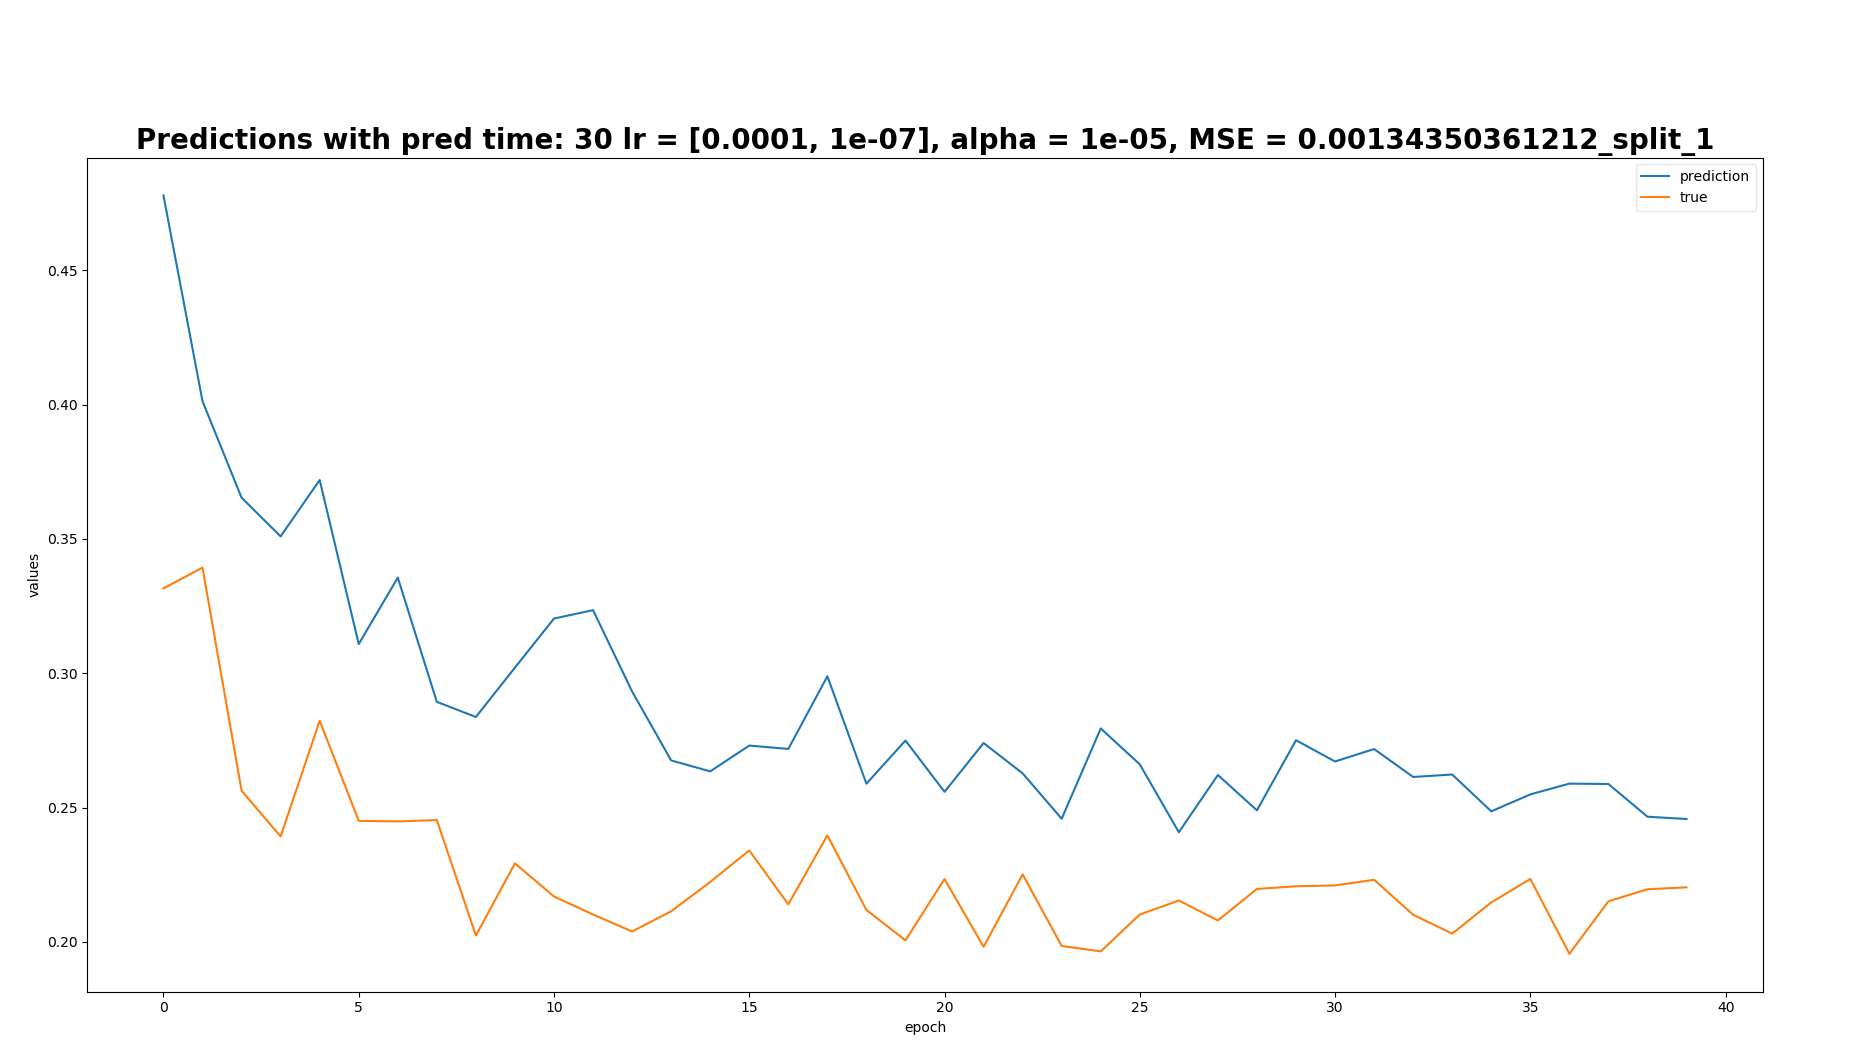 Predictions with pred time: 30 lr = [0.0001, 1e-07], alpha = 1e-05, MSE = 0.00134350361212_split_1
prediction
true
values
0.45
0.40
0.35
0.30
0.25
0.20
0 5 10 15 20 25 30 35 40
epoch